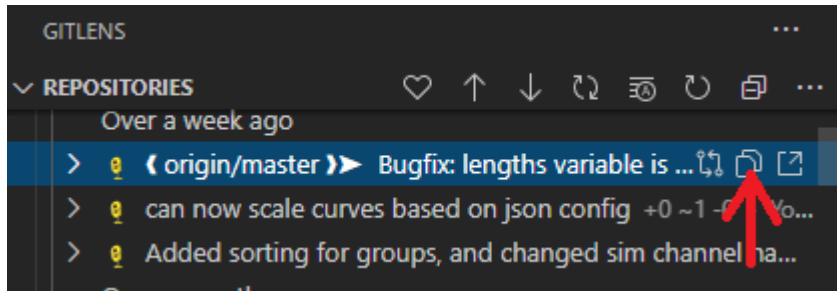 GITLENS ...
REPOSITORIES ...
Over a week ago
❰ origin/master ❱➤ Bugfix: lengths variable is ...
can now scale curves based on json config +0 ~1 ...
Added sorting for groups, and changed sim channel ...